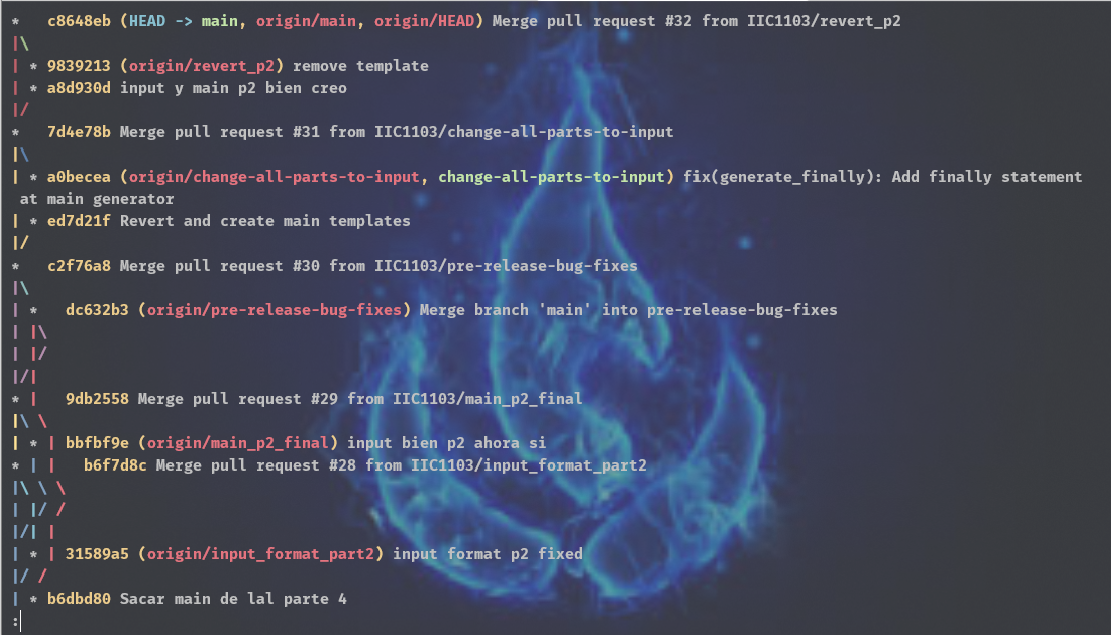 *   c8648eb (HEAD -> main, origin/main, origin/HEAD) Merge pull request #32 from IIC1103/revert_p2
|\
| * 9839213 (origin/revert_p2) remove template
| * a8d930d input y main p2 bien creo
|/
*   7d4e78b Merge pull request #31 from IIC1103/change-all-parts-to-input
|\
| * a0becea (origin/change-all-parts-to-input, change-all-parts-to-input) fix(generate_finally): Add finally statement
 at main generator
| * ed7d21f Revert and create main templates
|/
*   c2f76a8 Merge pull request #30 from IIC1103/pre-release-bug-fixes
|\
| *   dc632b3 (origin/pre-release-bug-fixes) Merge branch 'main' into pre-release-bug-fixes
| |\
| |/
|/|
* |   9db2558 Merge pull request #29 from IIC1103/main_p2_final
|\ \
| * | bbfbf9e (origin/main_p2_final) input bien p2 ahora si
* | |   b6f7d8c Merge pull request #28 from IIC1103/input_format_part2
|\ \ \
| |/ /
|/| |
| * | 31589a5 (origin/input_format_part2) input format p2 fixed
|/ /
| * b6dbd80 Sacar main de lal parte 4
: